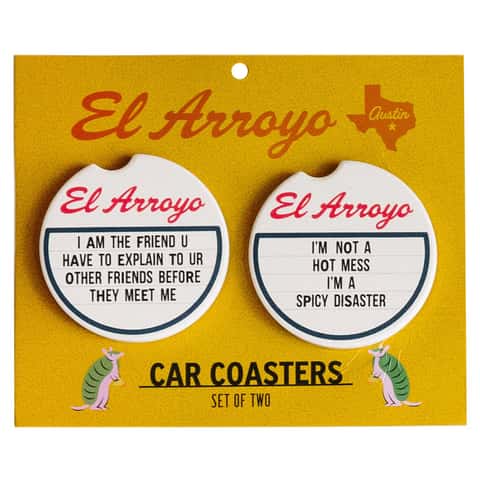 El Arroyo
Austin
El Arroyo
I AM THE FRIEND U
HAVE TO EXPLAIN TO UR
OTHER FRIENDS BEFORE
THEY MEET ME
El Arroyo
I'M NOT A
HOT MESS
I'M A
SPICY DISASTER
CAR COASTERS
SET OF TWO